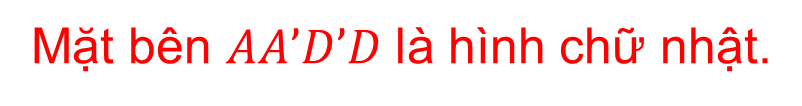 Mặt bên 𝐴𝐴’𝐷’𝐷 là hình chữ nhật.